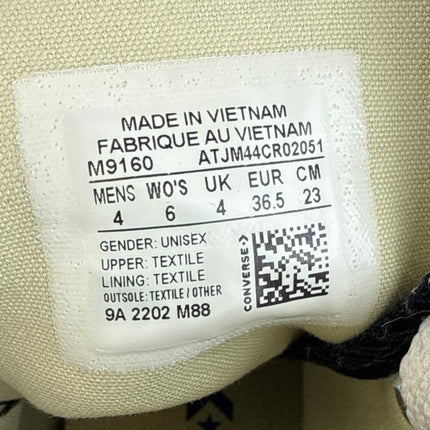 MADE IN VIETNAM
FABRIQUE AU VIETNAM
M9160 ATJM44CR02051
MENS WO'S UK EUR CM
4 6 4 36.5 23
GENDER: UNISEX
UPPER: TEXTILE
LINING: TEXTILE
OUTSOLE: TEXTILE / OTHER
9A 2202 M88
CONVERSE